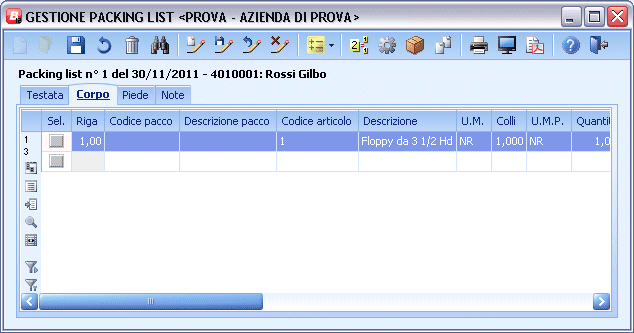 GESTIONE PACKING LIST <PROVA - AZIENDA DI PROVA>
Packing list n° 1 del 30/11/2011 - 4010001: Rossi Gilbo
Testata Corpo Piede Note
Sel. Riga Codice pacco Descrizione pacco Codice articolo Descrizione U.M. Colli U.M.P. Quantit
1 1,00 1 Floppy da 3 1/2 Hd NR 1,000 NR 1,0
3